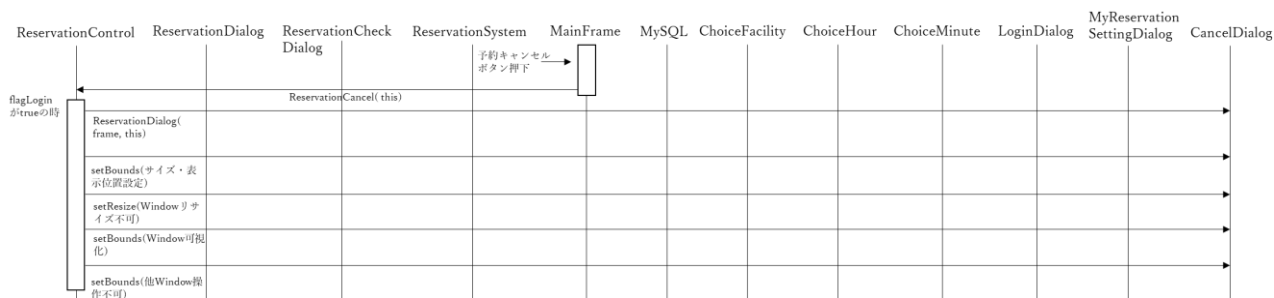 ReservationControl
ReservationDialog
ReservationCheck
Dialog
ReservationSystem
MainFrame
MySQL
ChoiceFacility
ChoiceHour
ChoiceMinute
LoginDialog
MyReservation
SettingDialog
CancelDialog
予約キャンセル
ボタン押下
ReservationCancel( this)
flagLogin
がtrueの時
ReservationDialog(
frame, this)
setBounds(サイズ・表
示位置設定)
setResize(Windowリサ
イズ不可)
setBounds(Window可視
化)
setBounds(他Window操
作不可)